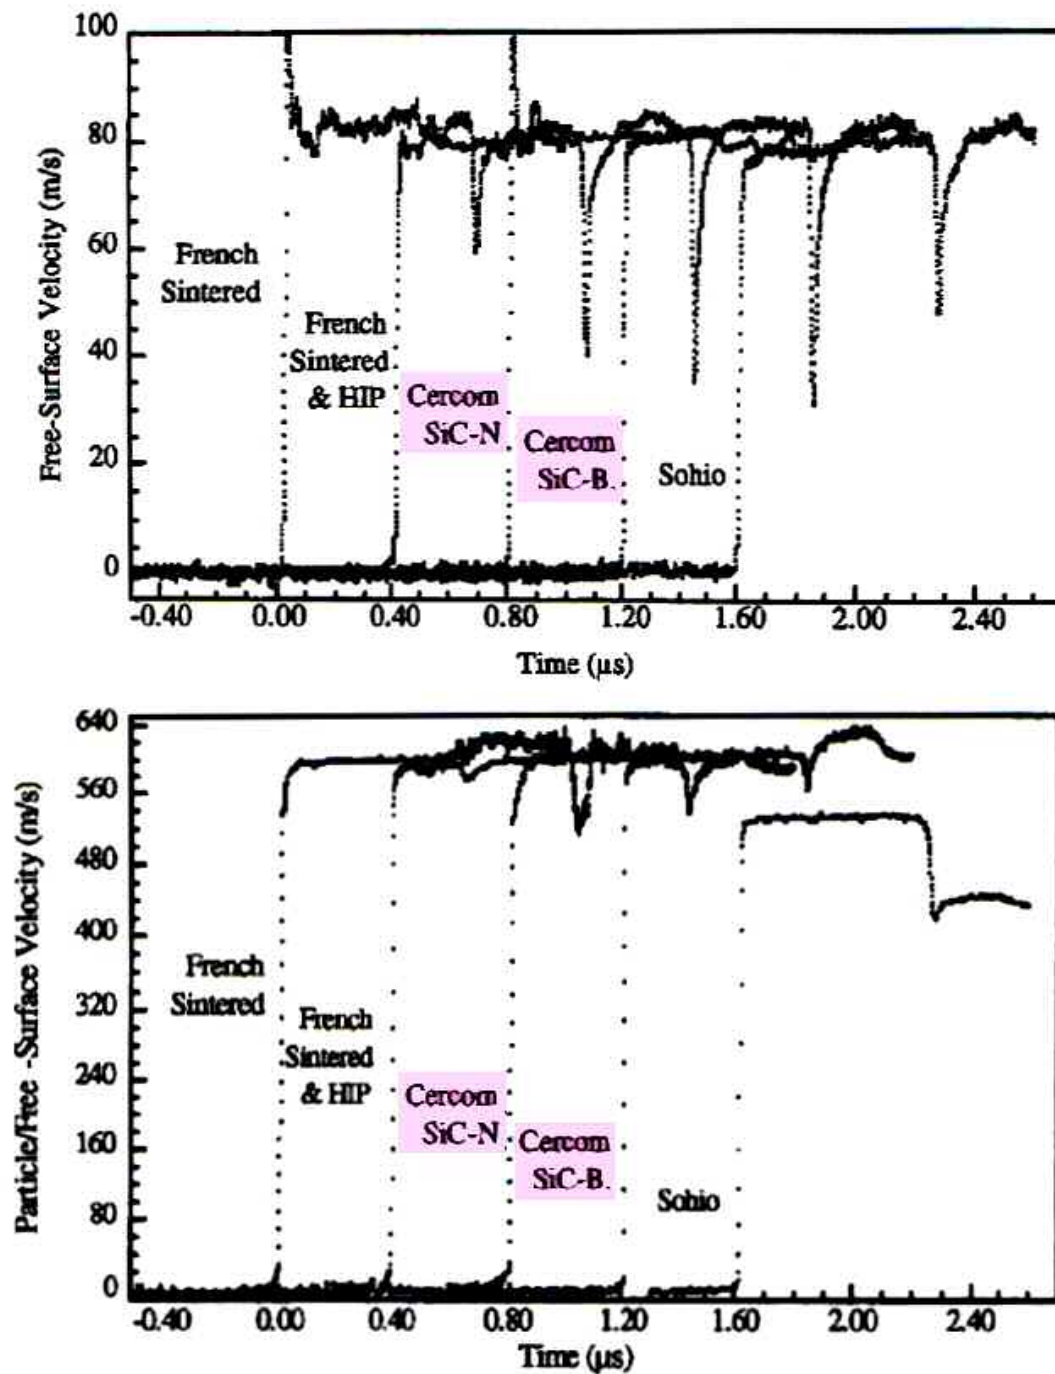 100
80
60
40
20
0
Free-Surface Velocity (m/s)
French
Sintered
French
Sintered
& HIP
Cercom
SiC-N
Cercom
SiC-B.
Sohio
-0.40 0.00 0.40 0.80 1.20 1.60 2.00 2.40
Time (µs)
640
560
480
400
320
240
160
80
0
Particle/Free -Surface Velocity (m/s)
French
Sintered
French
Sintered
& HIP
Cercom
SiC-N
Cercom
SiC-B.
Sohio
-0.40 0.00 0.40 0.80 1.20 1.60 2.00 2.40
Time (µs)